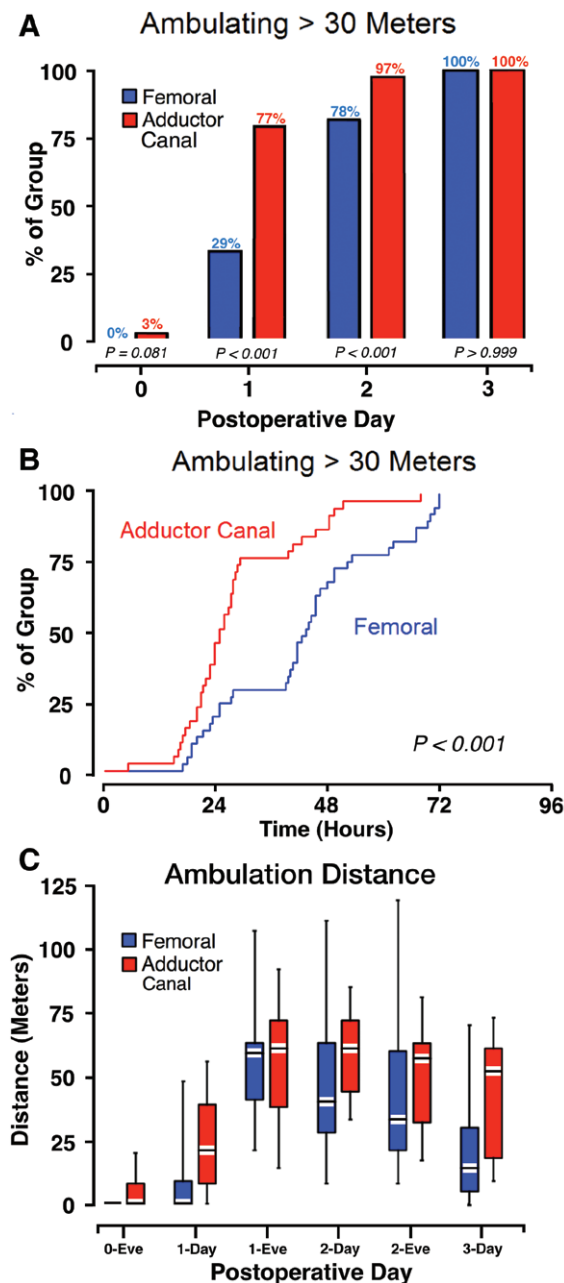 A
Ambulating > 30 Meters
% of Group
100
75
50
25
0
Femoral
Adductor
Canal
0%
3%
29%
77%
78%
97%
100%
100%
P = 0.081
P < 0.001
P < 0.001
P > 0.999
0
1
2
3
Postoperative Day
B
Ambulating > 30 Meters
% of Group
100
75
50
25
0
Adductor Canal
Femoral
P < 0.001
0
24
48
72
96
Time (Hours)
C
Ambulation Distance
Distance (Meters)
125
100
75
50
25
0
Femoral
Adductor
Canal
0-Eve
1-Day
1-Eve
2-Day
2-Eve
3-Day
Postoperative Day